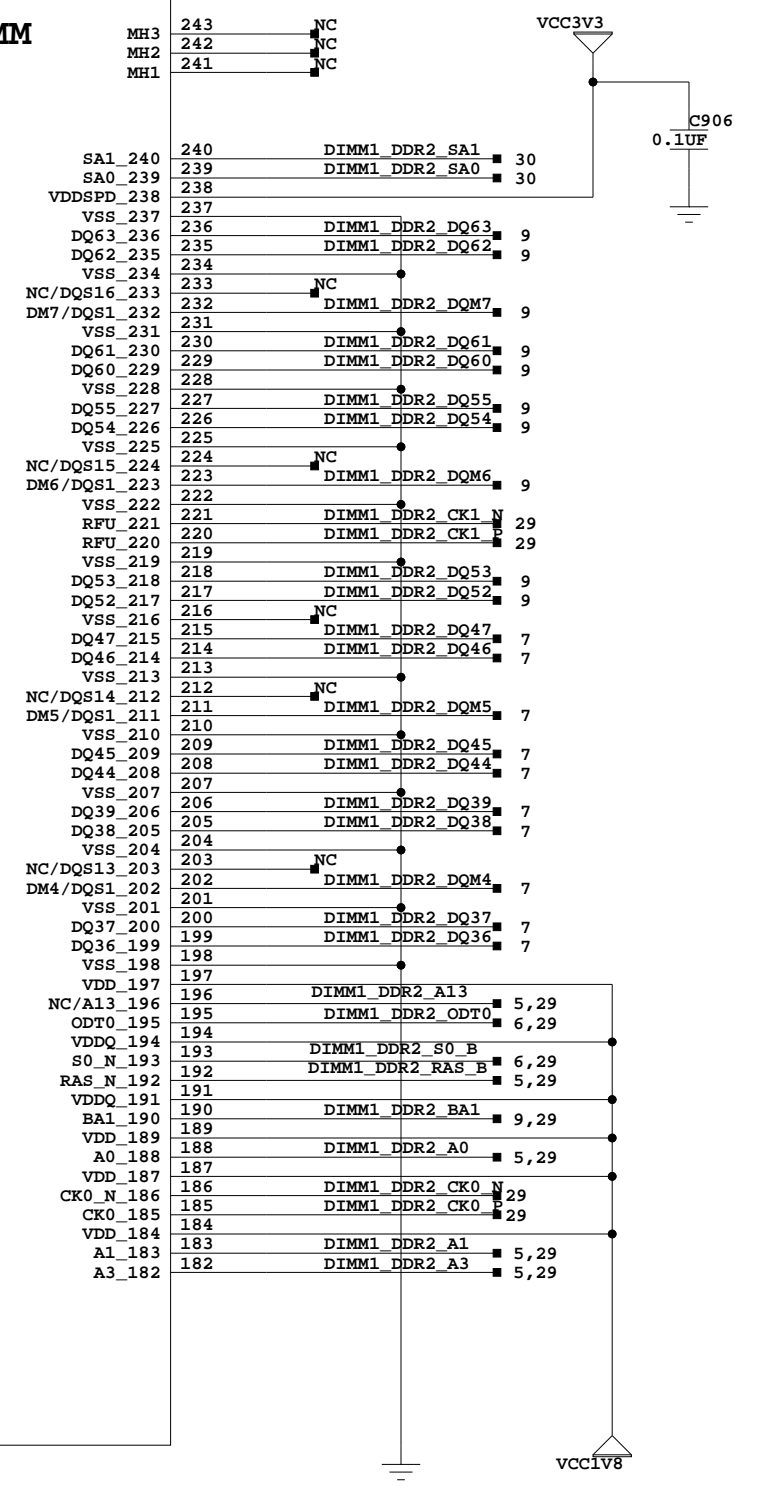 MM
MH3 243 NC
MH2 242 NC
MH1 241 NC
VCC3V3
C906
0.1UF
SA1_240 240 DIMM1_DDR2_SA1 30
SA0_239 239 DIMM1_DDR2_SA0 30
VDDSPD_238 238
VSS_237 237
DQ63_236 236 DIMM1_DDR2_DQ63 9
DQ62_235 235 DIMM1_DDR2_DQ62 9
VSS_234 234
NC/DQS16_233 233 NC
DM7/DQS1_232 232 DIMM1_DDR2_DQM7 9
VSS_231 231
DQ61_230 230 DIMM1_DDR2_DQ61 9
DQ60_229 229 DIMM1_DDR2_DQ60 9
VSS_228 228
DQ55_227 227 DIMM1_DDR2_DQ55 9
DQ54_226 226 DIMM1_DDR2_DQ54 9
VSS_225 225
NC/DQS15_224 224 NC
DM6/DQS1_223 223 DIMM1_DDR2_DQM6 9
VSS_222 222
RFU_221 221 DIMM1_DDR2_CK1_N 29
RFU_220 220 DIMM1_DDR2_CK1_P 29
VSS_219 219
DQ53_218 218 DIMM1_DDR2_DQ53 9
DQ52_217 217 DIMM1_DDR2_DQ52 9
VSS_216 216 NC
DQ47_215 215 DIMM1_DDR2_DQ47 7
DQ46_214 214 DIMM1_DDR2_DQ46 7
VSS_213 213
NC/DQS14_212 212 NC
DM5/DQS1_211 211 DIMM1_DDR2_DQM5 7
VSS_210 210
DQ45_209 209 DIMM1_DDR2_DQ45 7
DQ44_208 208 DIMM1_DDR2_DQ44 7
VSS_207 207
DQ39_206 206 DIMM1_DDR2_DQ39 7
DQ38_205 205 DIMM1_DDR2_DQ38 7
VSS_204 204
NC/DQS13_203 203 NC
DM4/DQS1_202 202 DIMM1_DDR2_DQM4 7
VSS_201 201
DQ37_200 200 DIMM1_DDR2_DQ37 7
DQ36_199 199 DIMM1_DDR2_DQ36 7
VSS_198 198
VDD_197 197
NC/A13_196 196 DIMM1_DDR2_A13 5,29
ODT0_195 195 DIMM1_DDR2_ODT0 6,29
VDDQ_194 194
S0_N_193 193 DIMM1_DDR2_S0_B 6,29
RAS_N_192 192 DIMM1_DDR2_RAS_B 5,29
VDDQ_191 191
BA1_190 190 DIMM1_DDR2_BA1 9,29
VDD_189 189
A0_188 188 DIMM1_DDR2_A0 5,29
VDD_187 187
CK0_N_186 186 DIMM1_DDR2_CK0_N 29
CK0_185 185 DIMM1_DDR2_CK0_P 29
VDD_184 184
A1_183 183 DIMM1_DDR2_A1 5,29
A3_182 182 DIMM1_DDR2_A3 5,29
VCC1V8